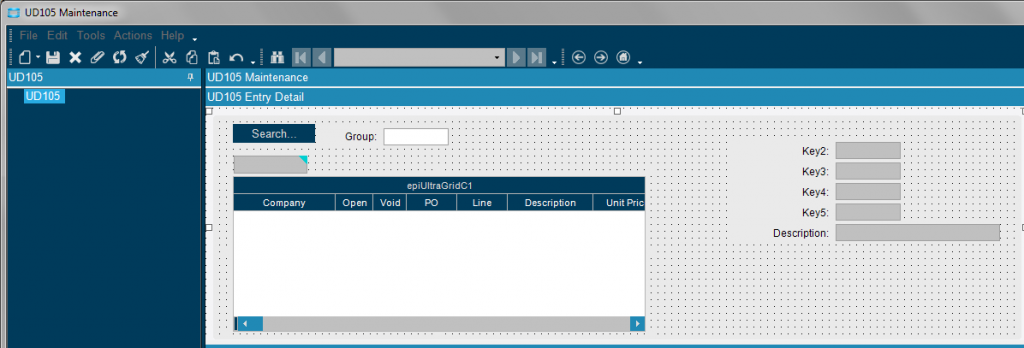 UD105 Maintenance
File Edit Tools Actions Help
UD105
UD105 Maintenance
UD105
UD105 Entry Detail
Search...
Group:
Key2:
Key3:
Key4:
Key5:
Description:
epiUltraGridC1
Company Open Void PO Line Description Unit Pric